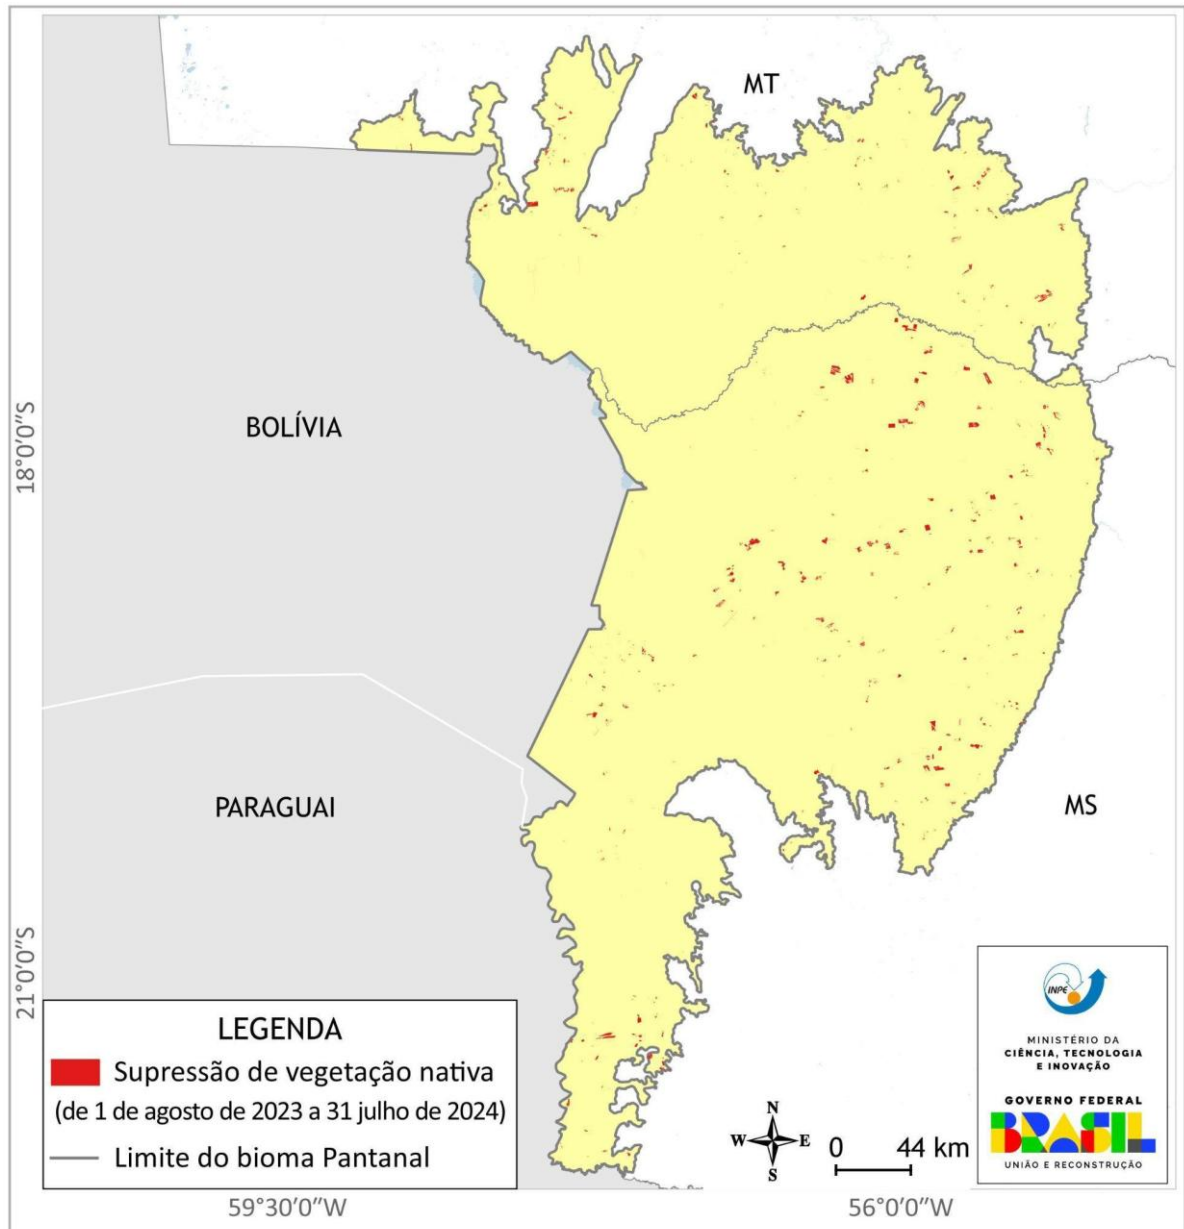 MT
18°0'0"S
BOLÍVIA
PARAGUAI
MS
21°0'0"S
LEGENDA
Supressão de vegetação nativa
(de 1 de agosto de 2023 a 31 julho de 2024)
Limite do bioma Pantanal
N
W E
S
0 44 km
INPE
MINISTÉRIO DA
CIÊNCIA, TECNOLOGIA
E INOVAÇÃO
GOVERNO FEDERAL
BRASIL
UNIÃO E RECONSTRUÇÃO
59°30'0"W
56°0'0"W